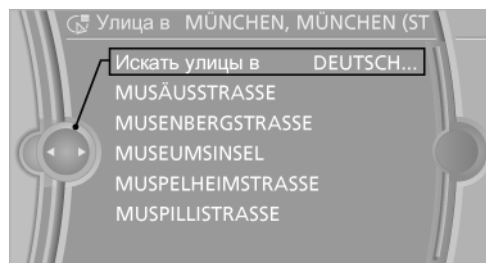 Улица в MÜNCHEN, MÜNCHEN (ST
Искать улицы в DEUTSCH...
MUSÄUSSTRASSE
MUSENBERGSTRASSE
MUSEUMSINSEL
MUSPELHEIMSTRASSE
MUSPILLISTRASSE